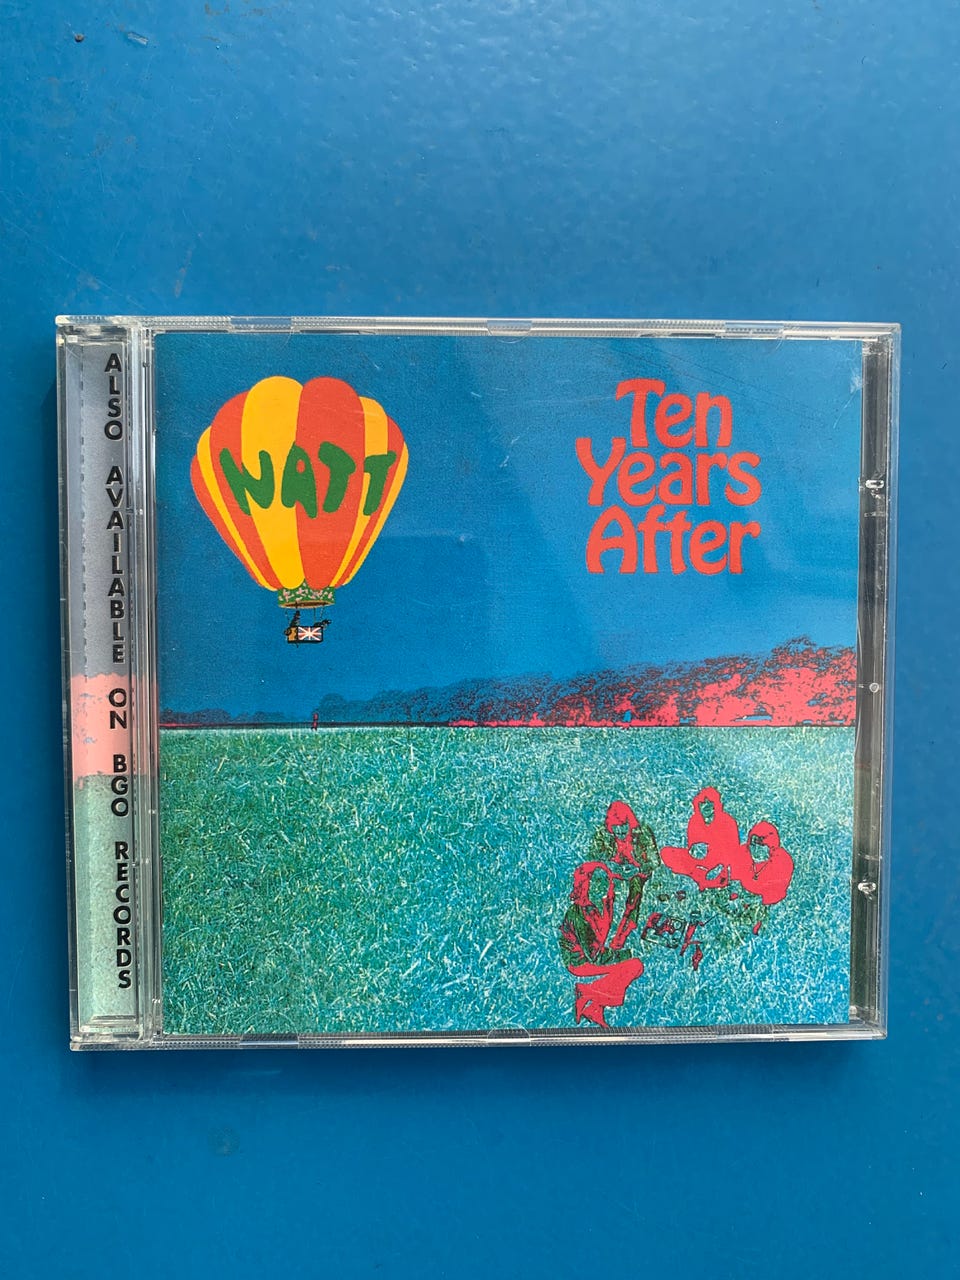 ALSO AVAILABLE ON BGO RECORDS
WATT
Ten
Years
After